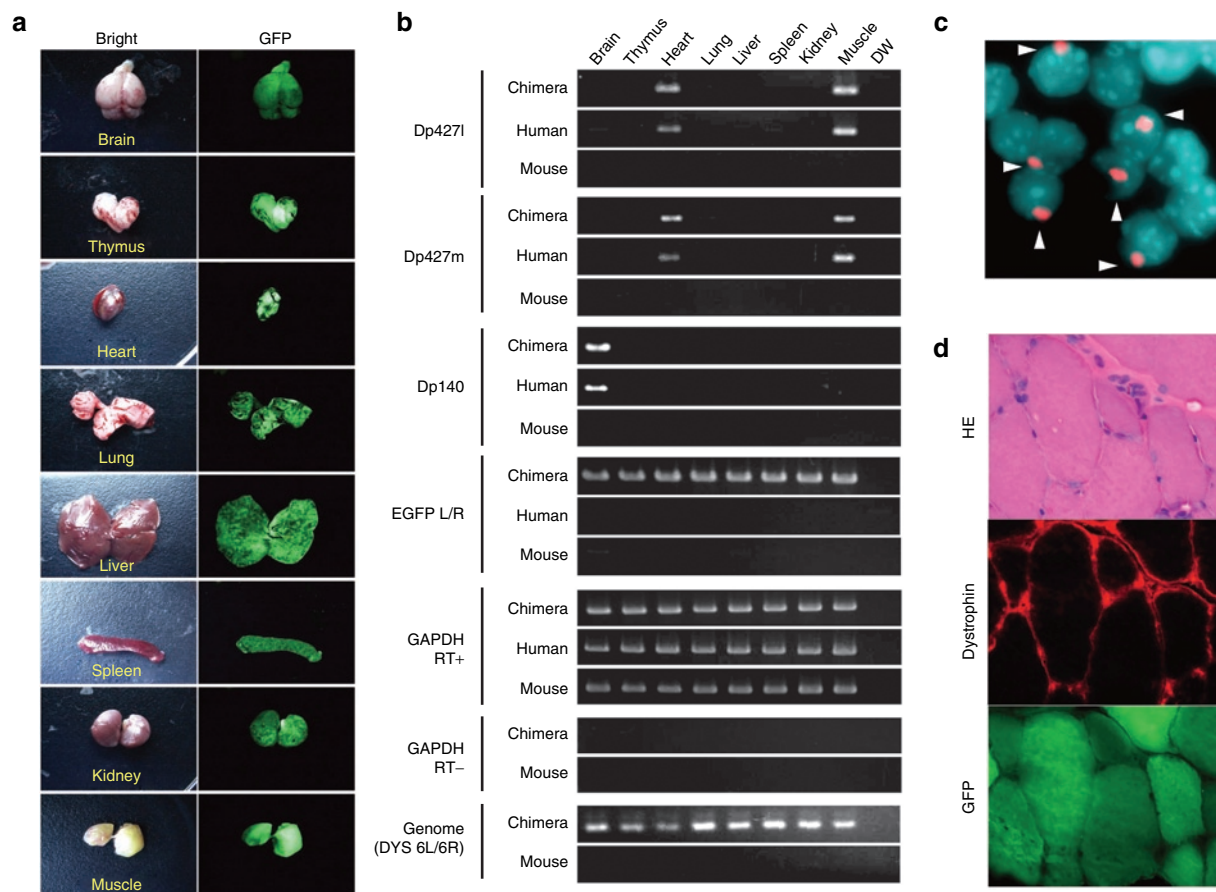 a
Bright GFP
Brain
Thymus
Heart
Lung
Liver
Spleen
Kidney
Muscle
b
Brain Thymus Heart Lung Liver Spleen Kidney Muscle DW
Dp427l
Chimera
Human
Mouse
Dp427m
Chimera
Human
Mouse
Dp140
Chimera
Human
Mouse
EGFP L/R
Chimera
Human
Mouse
GAPDH
RT+
Chimera
Human
Mouse
GAPDH
RT−
Chimera
Mouse
Genome
(DYS 6L/6R)
Chimera
Mouse
c
d
HE
Dystrophin
GFP